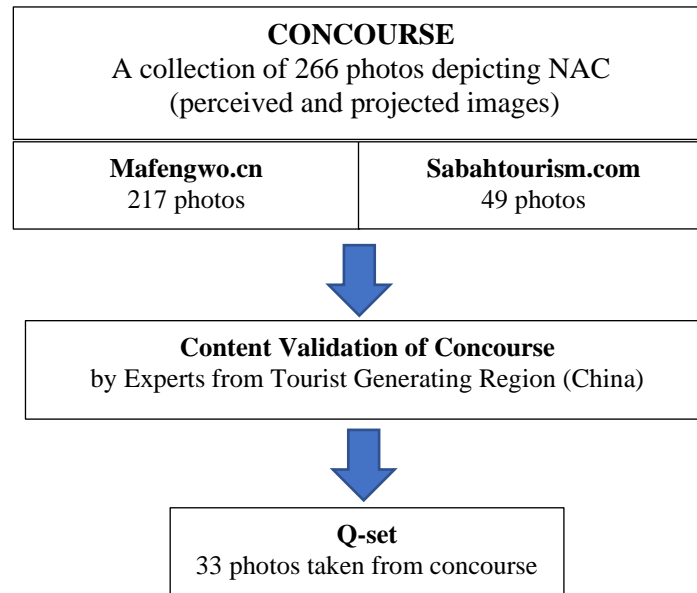 CONCOURSE
A collection of 266 photos depicting NAC
(perceived and projected images)
Mafengwo.cn
217 photos
Sabahtourism.com
49 photos
Content Validation of Concourse
by Experts from Tourist Generating Region (China)
Q-set
33 photos taken from concourse